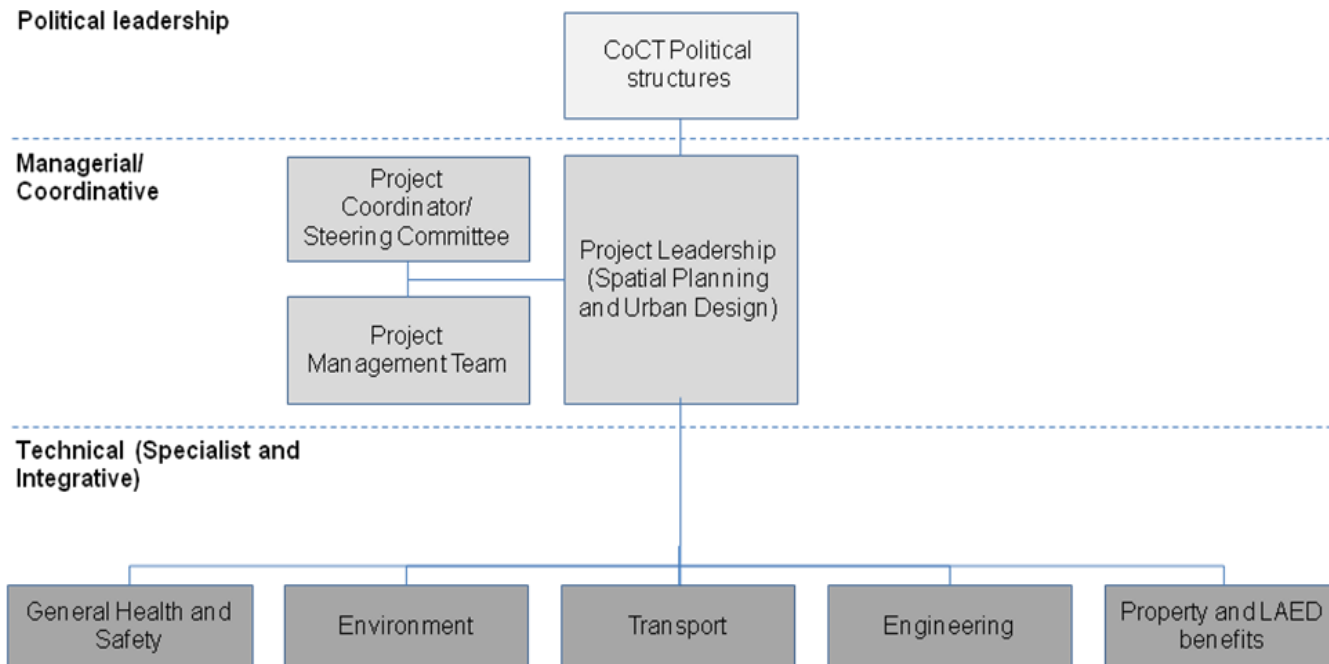 Political leadership
CoCT Political
structures
Managerial/
Coordinative
Project
Coordinator/
Steering Committee
Project Leadership
(Spatial Planning
and Urban Design)
Project
Management Team
Technical (Specialist and
Integrative)
General Health and
Safety
Environment
Transport
Engineering
Property and LAED
benefits